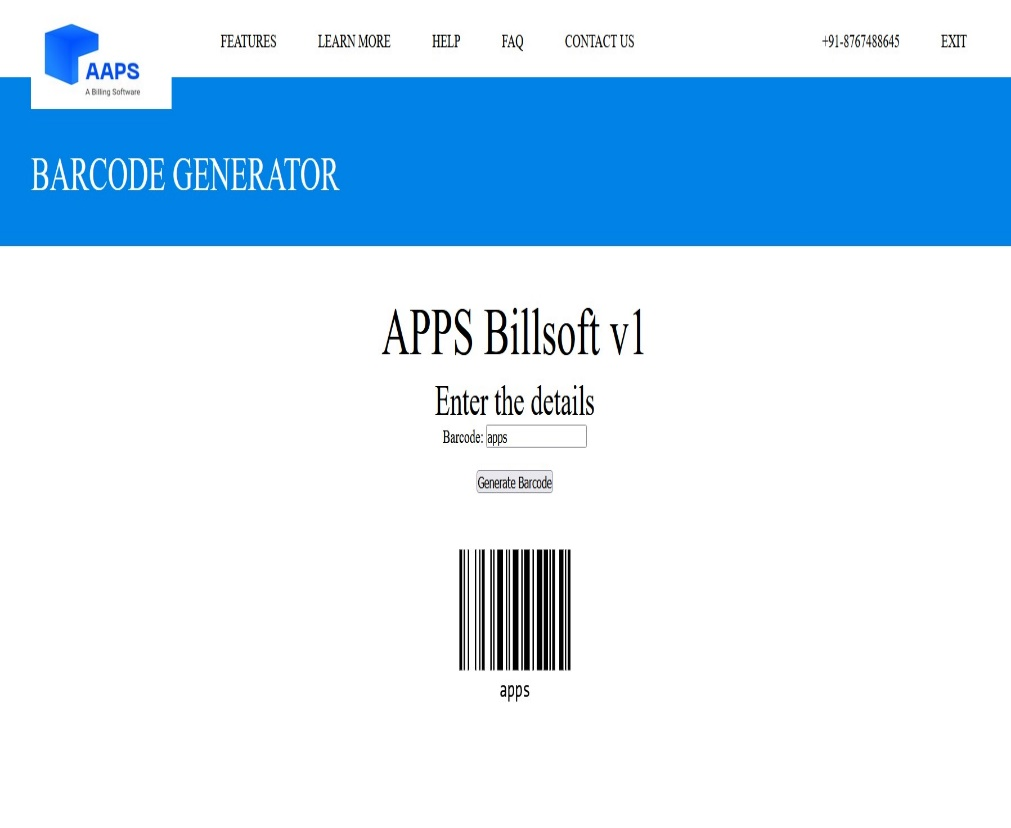 AAPS
A Billing Software
FEATURES LEARN MORE HELP FAQ CONTACT US +91-8767488645 EXIT
BARCODE GENERATOR
APPS Billsoft v1
Enter the details
Barcode: apps
Generate Barcode
apps